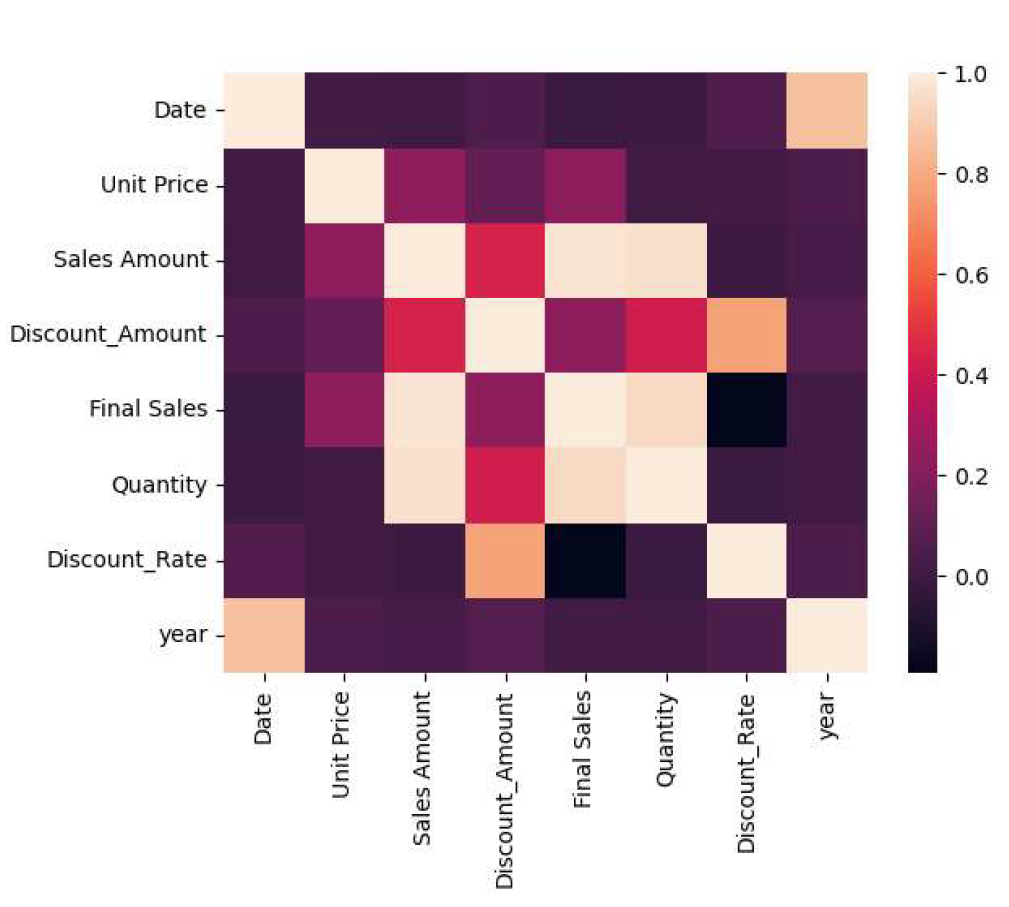 Date
Unit Price
Sales Amount
Discount_Amount
Final Sales
Quantity
Discount_Rate
year
Date
Unit Price
Sales Amount
Discount_Amount
Final Sales
Quantity
Discount_Rate
year
1.0
0.8
0.6
0.4
0.2
0.0